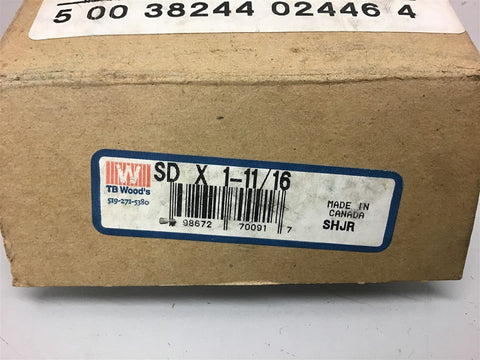 5 00 38244 02446 4
W
TB Wood's
519-271-5380
SD X 1-11/16
98672 70091 7
MADE IN
CANADA
SHJR